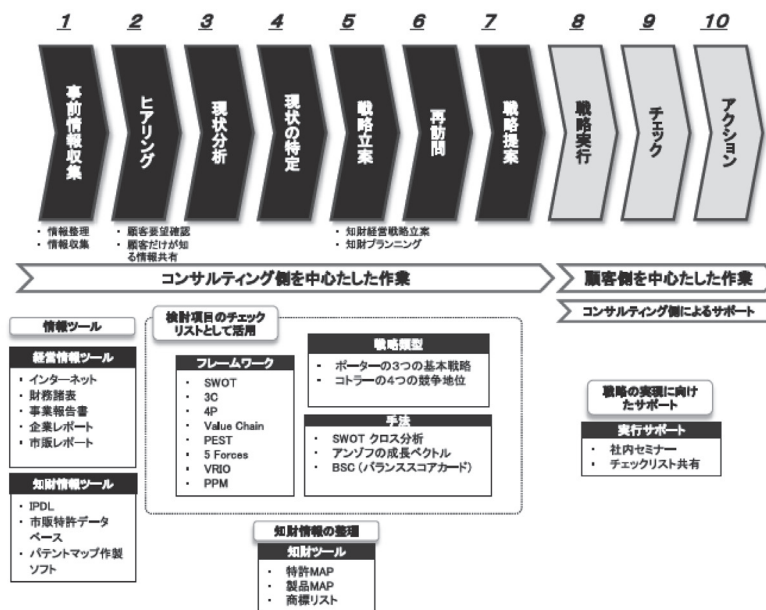 1 2 3 4 5 6 7 8 9 10
事前情報収集
ヒアリング
現状分析
現状の特定
戦略立案
再訪問
戦略提案
戦略実行
チェック
アクション
・ 情報整理
・ 情報収集
・ 顧客要望確認
・ 顧客だけが知
る情報共有
・ 知財経営戦略立案
・ 知財プランニング
コンサルティング側を中心たした作業
顧客側を中心たした作業
コンサルティング側によるサポート
情報ツール
経営情報ツール
・ インターネット
・ 財務諸表
・ 事業報告書
・ 企業レポート
・ 市販レポート
知財情報ツール
・ IPDL
・ 市販特許データ
ベース
・ パテントマップ作製
ソフト
検討項目のチェック
リストとして活用
フレームワーク
・ SWOT
・ 3C
・ 4P
・ Value Chain
・ PEST
・ 5 Forces
・ VRIO
・ PPM
戦略類型
・ ポーターの3つの基本戦略
・ コトラーの4つの競争地位
手法
・ SWOT クロス分析
・ アンゾフの成長ベクトル
・ BSC (バランススコアカード)
知財情報の整理
知財ツール
・ 特許MAP
・ 製品MAP
・ 商標リスト
戦略の実現に向け
たサポート
実行サポート
・ 社内セミナー
・ チェックリスト共有